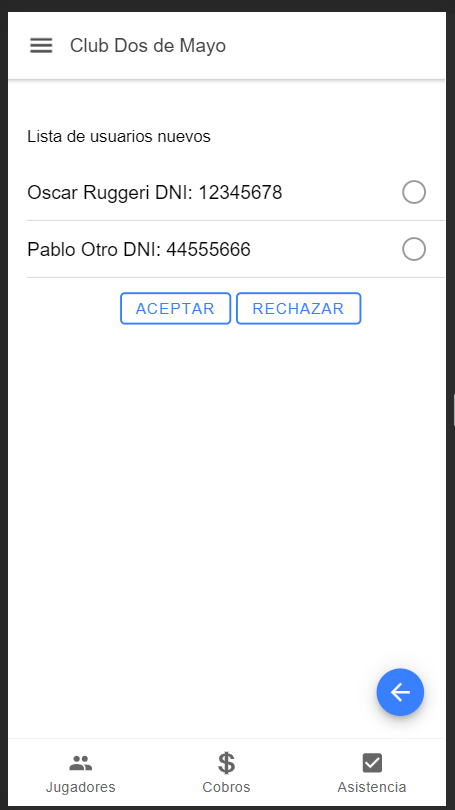 Club Dos de Mayo
Lista de usuarios nuevos
Oscar Ruggeri DNI: 12345678
Pablo Otro DNI: 44555666
ACEPTAR RECHAZAR
Jugadores Cobros Asistencia